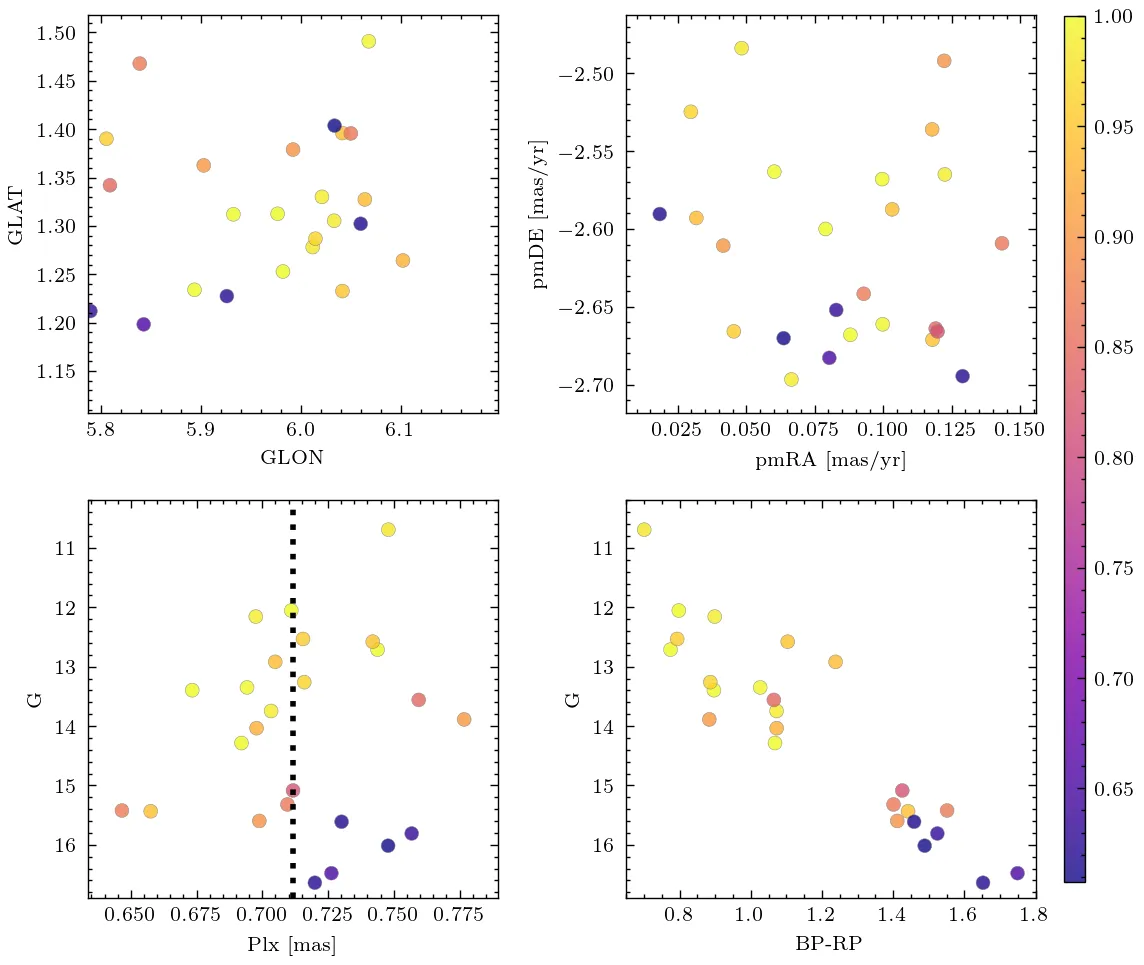 1.50
1.45
1.40
1.35
1.30
1.25
1.20
1.15
GLAT
5.8 5.9 6.0 6.1
GLON
−2.50
−2.55
−2.60
−2.65
−2.70
pmDE [mas/yr]
0.025 0.050 0.075 0.100 0.125 0.150
pmRA [mas/yr]
1.00
0.95
0.90
0.85
0.80
0.75
0.70
0.65
11
12
13
14
15
16
G
0.650 0.675 0.700 0.725 0.750 0.775
Plx [mas]
11
12
13
14
15
16
G
0.8 1.0 1.2 1.4 1.6 1.8
BP-RP